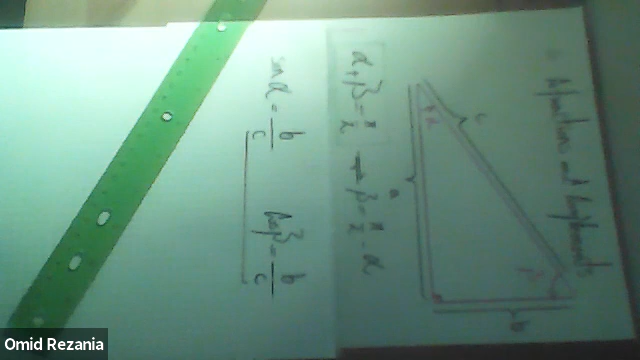 α + β = π/2 → β = π/2 - α
sin α = b/c
cos β = b/c
c
α
a
β
b
Omid Rezania